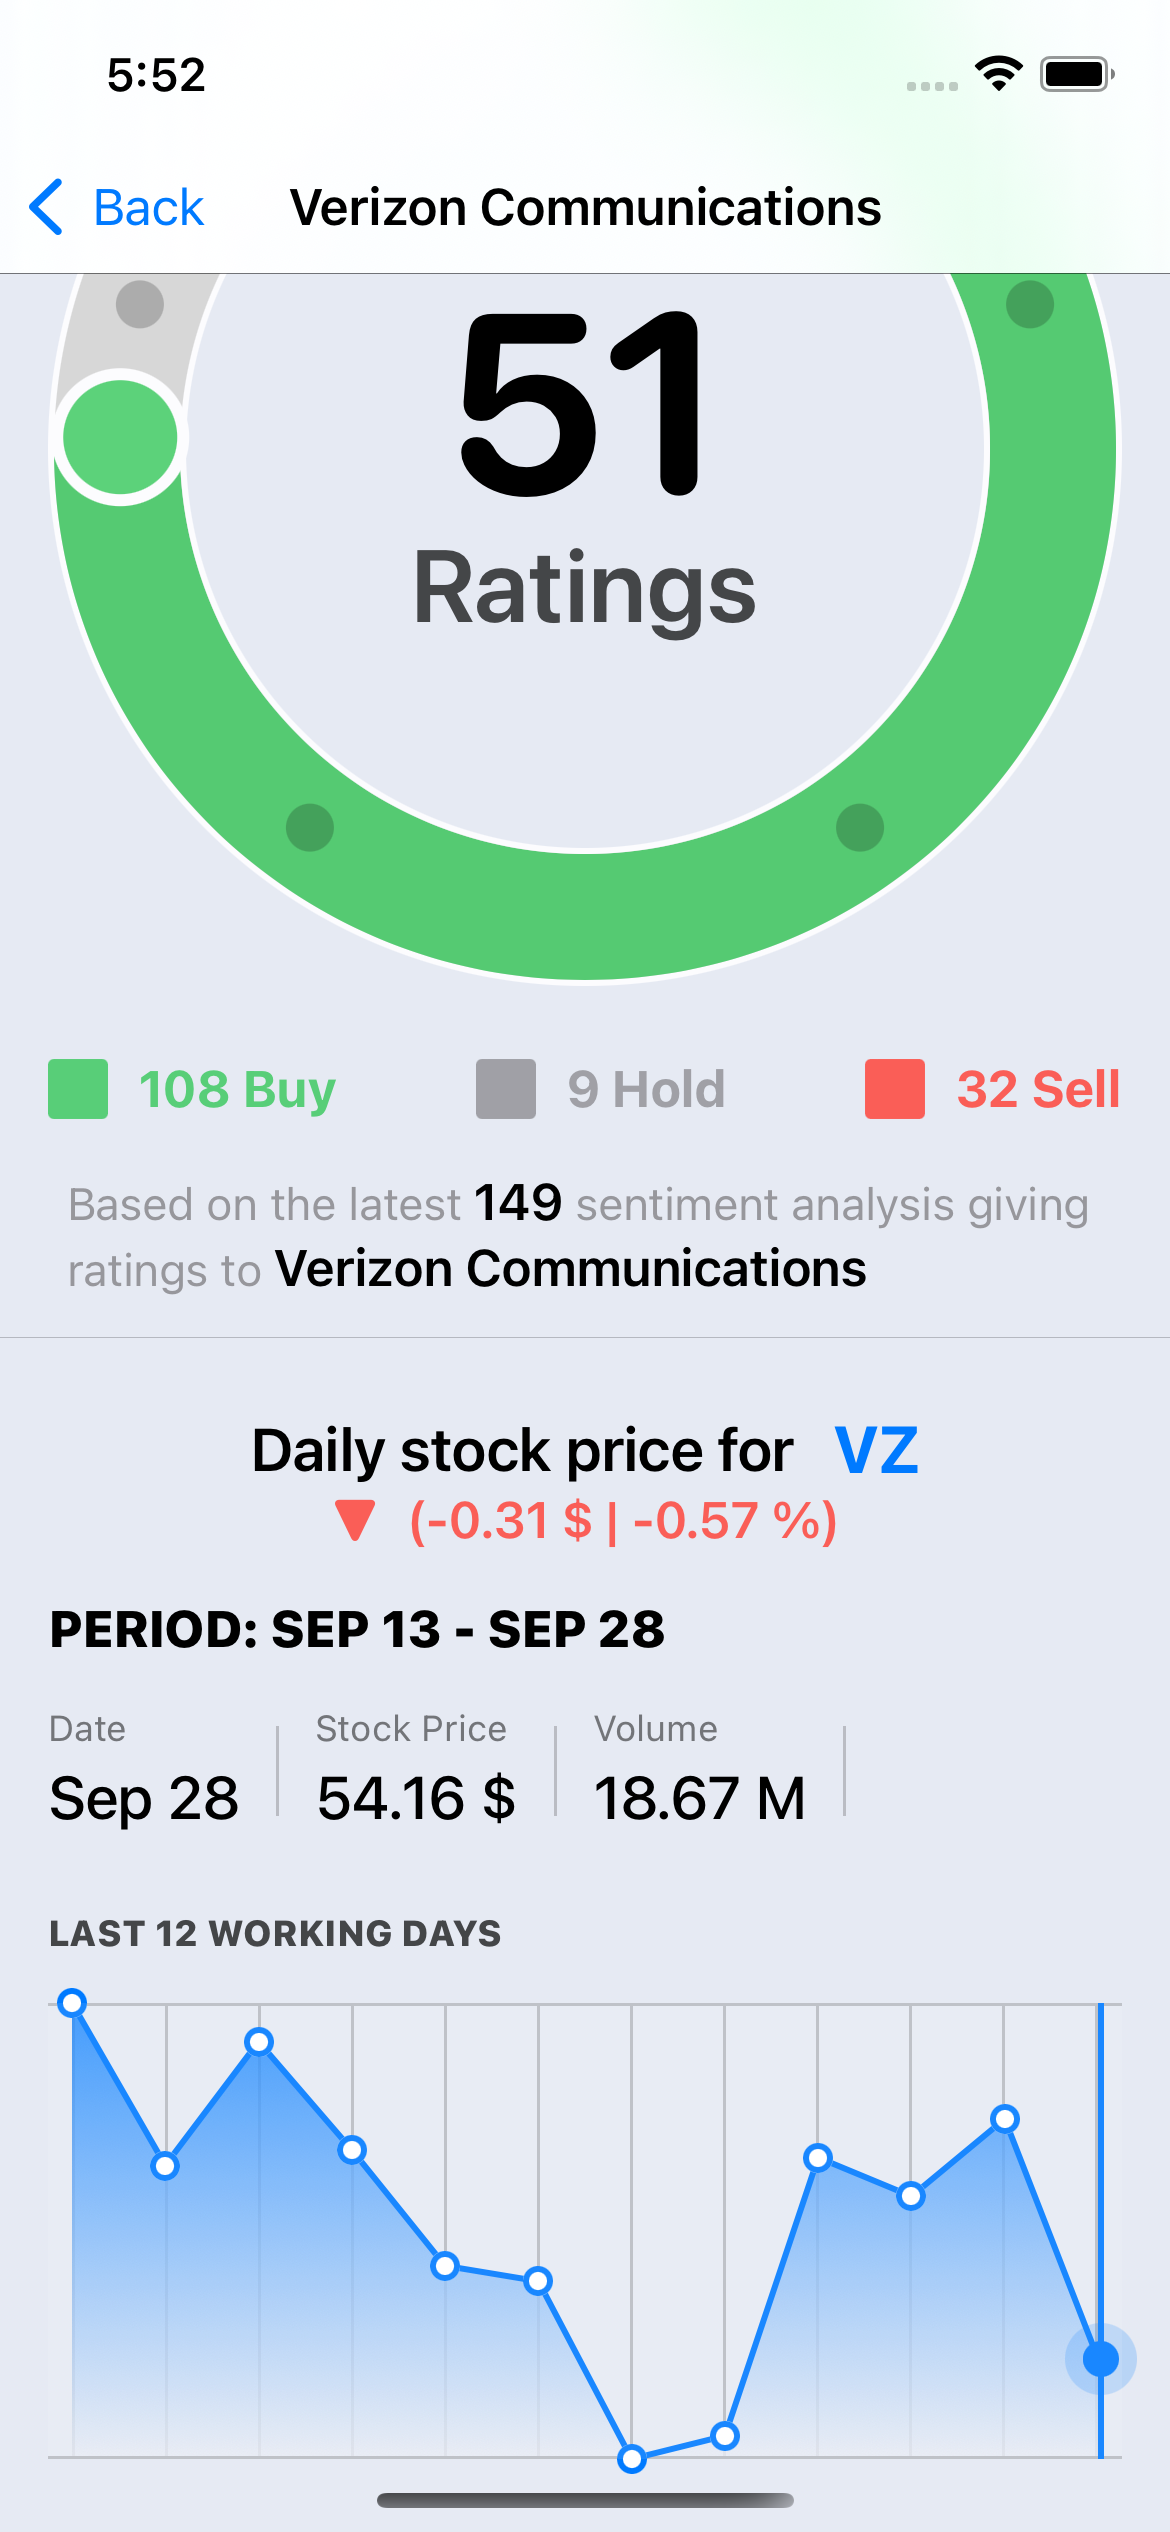 5:52
Back Verizon Communications
51
Ratings
108 Buy 9 Hold 32 Sell
Based on the latest 149 sentiment analysis giving
ratings to Verizon Communications
Daily stock price for VZ
(-0.31 $ | -0.57 %)
PERIOD: SEP 13 - SEP 28
Date Stock Price Volume
Sep 28 54.16 $ 18.67 M
LAST 12 WORKING DAYS